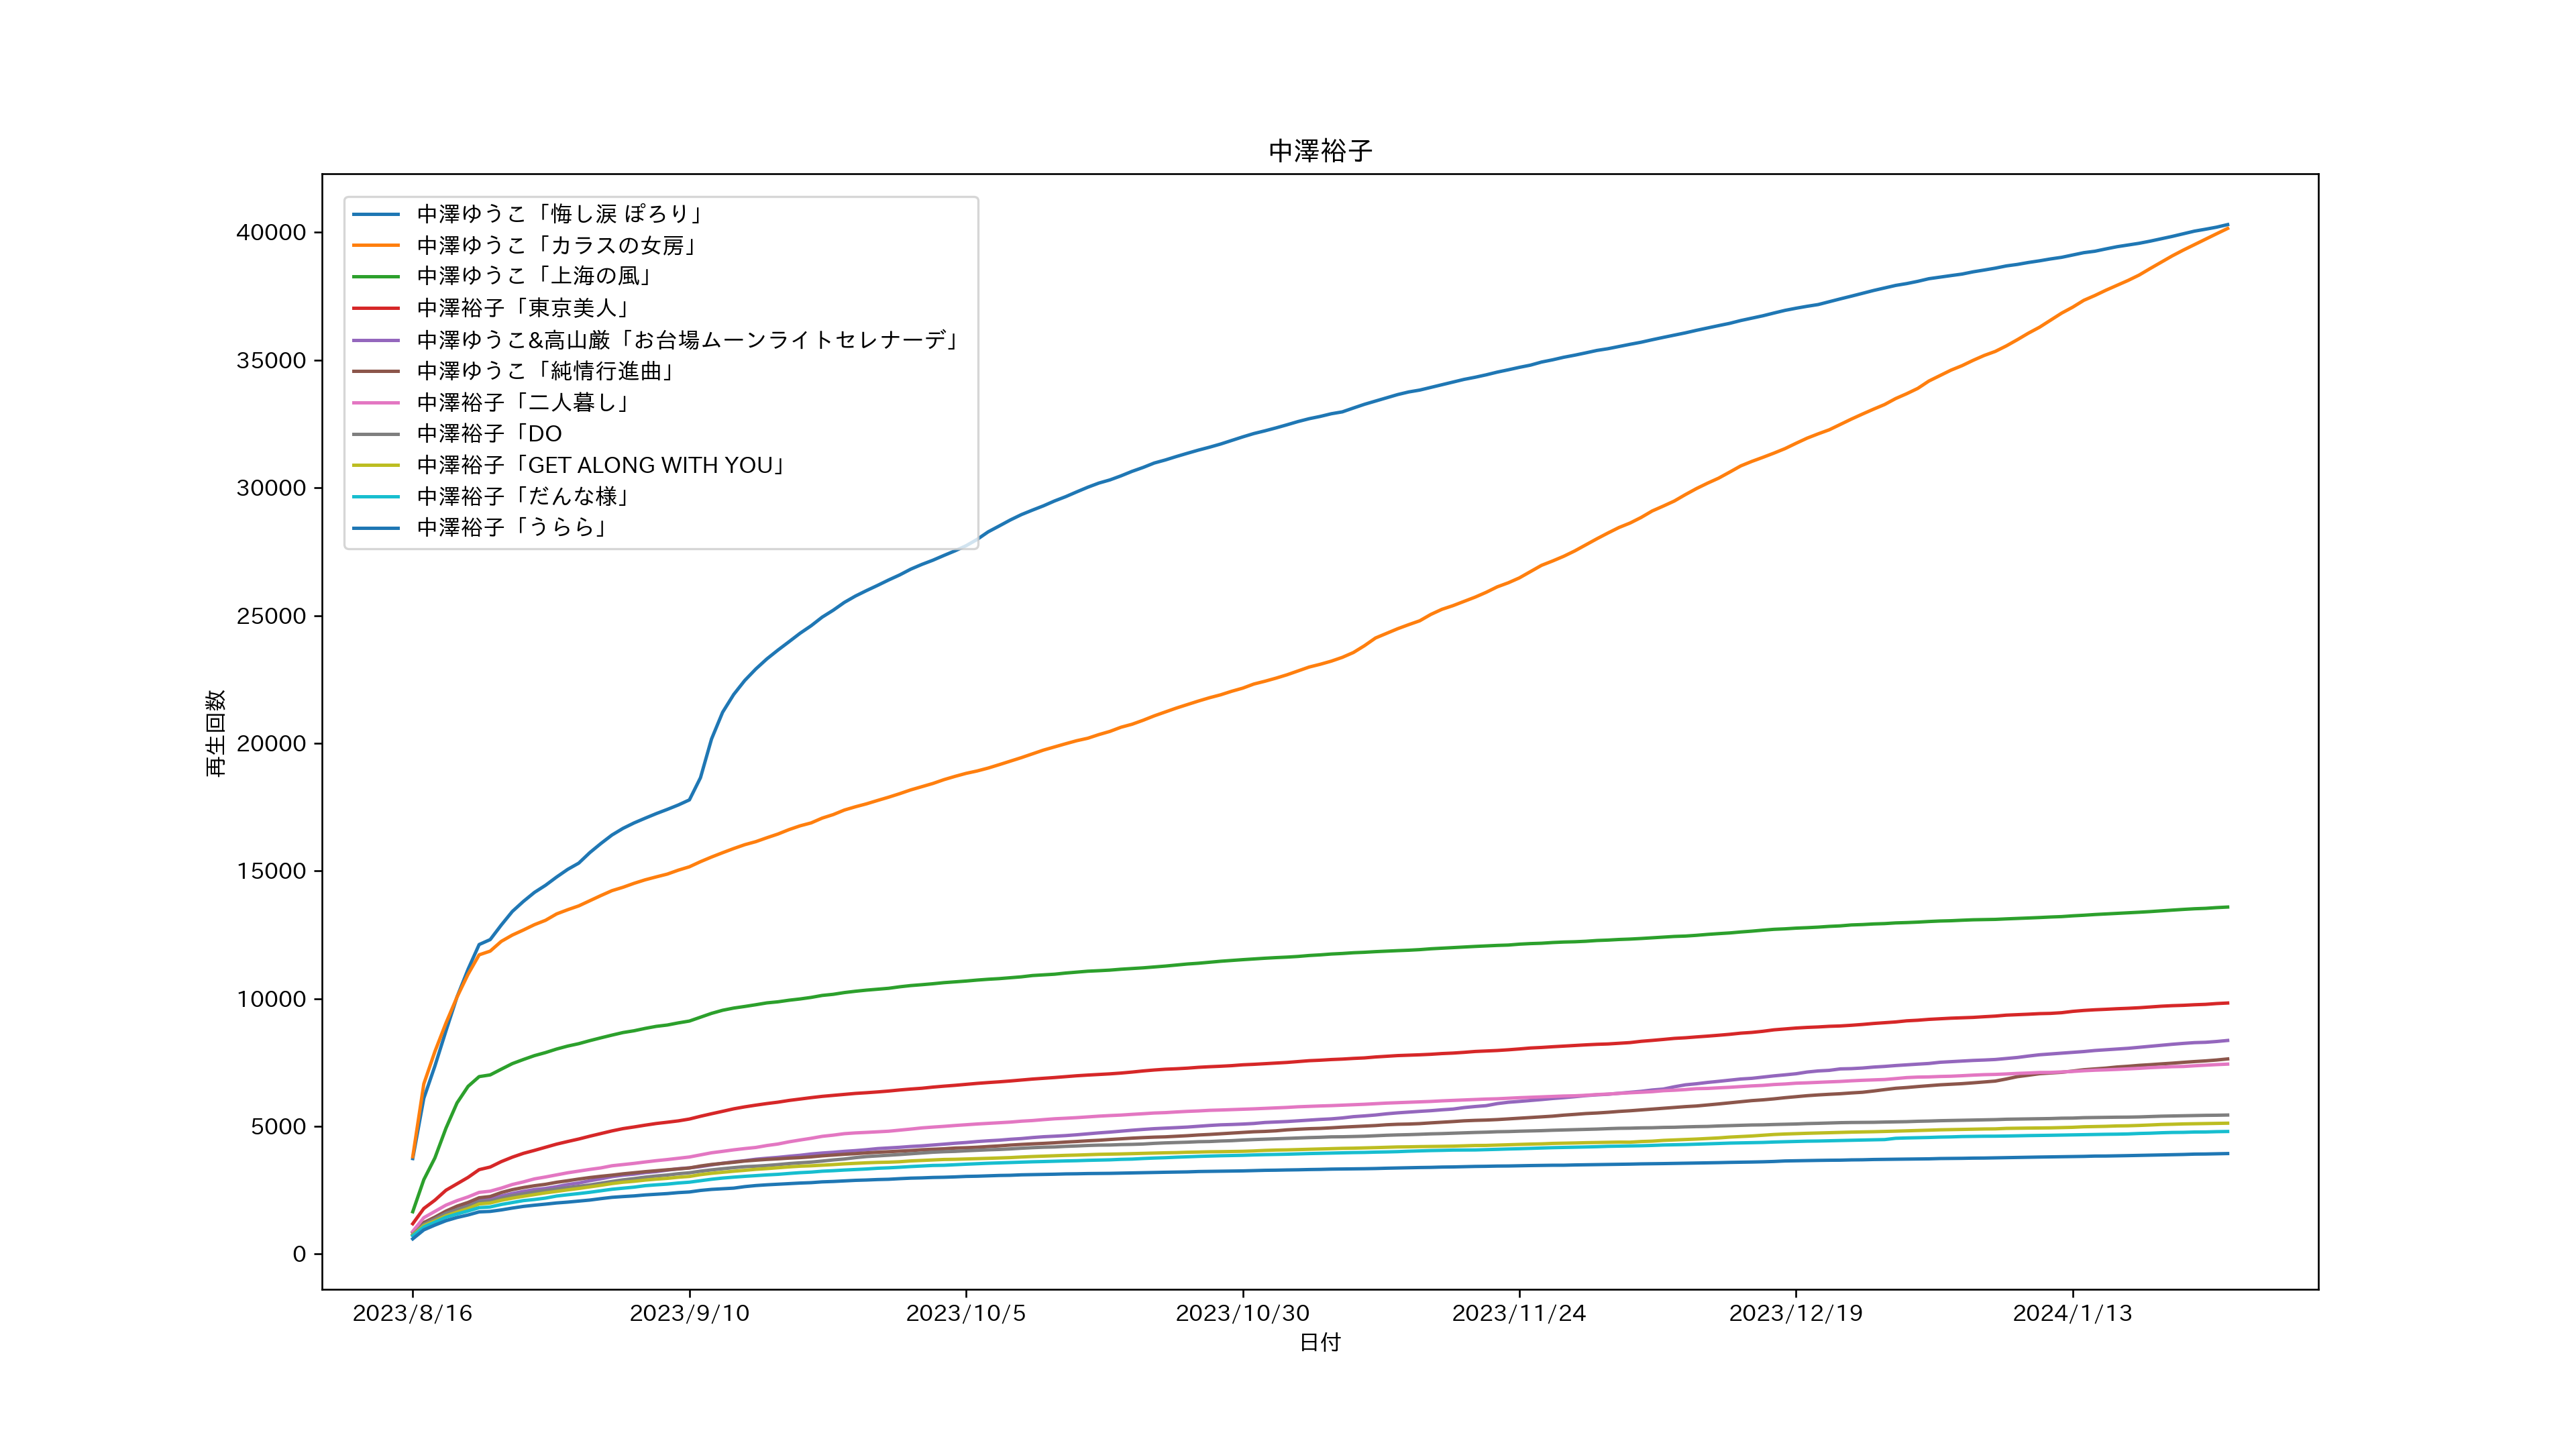 中澤裕子
中澤ゆうこ「悔し涙 ぽろり」
中澤ゆうこ「カラスの女房」
中澤ゆうこ「上海の風」
中澤裕子「東京美人」
中澤ゆうこ&高山厳「お台場ムーンライトセレナーデ」
中澤ゆうこ「純情行進曲」
中澤裕子「二人暮し」
中澤裕子「DO
中澤裕子「GET ALONG WITH YOU」
中澤裕子「だんな様」
中澤裕子「うらら」
再生回数
40000
35000
30000
25000
20000
15000
10000
5000
0
2023/8/16 2023/9/10 2023/10/5 2023/10/30 2023/11/24 2023/12/19 2024/1/13
日付